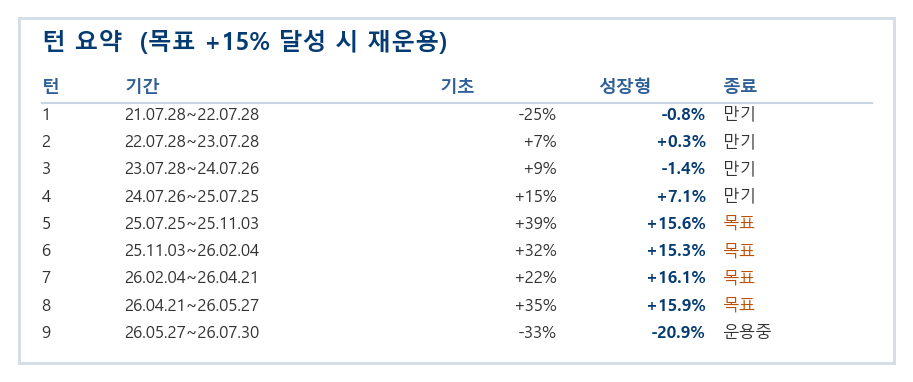 턴 요약 (목표 +15% 달성 시 재운용)
턴 기간 기초 성장형 종료
1 21.07.28~22.07.28 -25% -0.8% 만기
2 22.07.28~23.07.28 +7% +0.3% 만기
3 23.07.28~24.07.26 +9% -1.4% 만기
4 24.07.26~25.07.25 +15% +7.1% 만기
5 25.07.25~25.11.03 +39% +15.6% 목표
6 25.11.03~26.02.04 +32% +15.3% 목표
7 26.02.04~26.04.21 +22% +16.1% 목표
8 26.04.21~26.05.27 +35% +15.9% 목표
9 26.05.27~26.07.30 -33% -20.9% 운용중